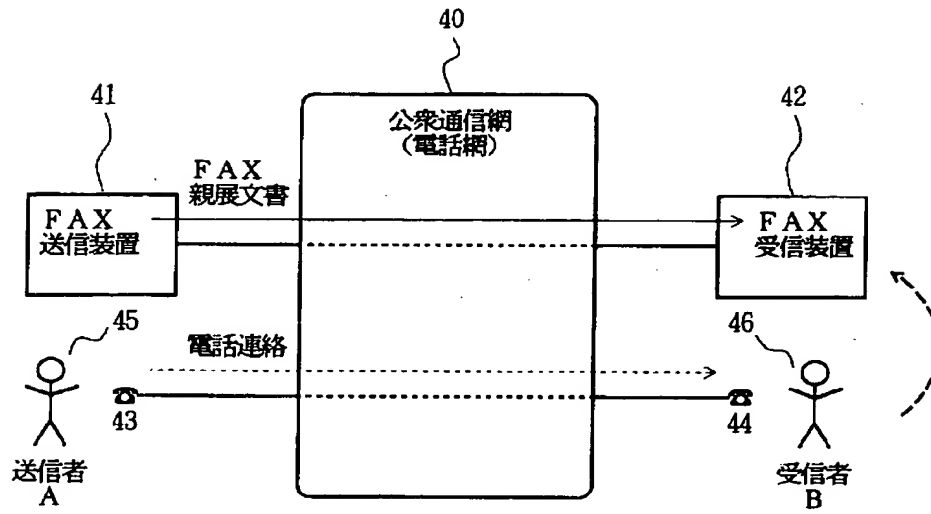 40
41
42
公衆通信網
(電話網)
ＦＡＸ
親展文書
ＦＡＸ
送信装置
ＦＡＸ
受信装置
45
46
電話連絡
43
44
送信者
A
受信者
B